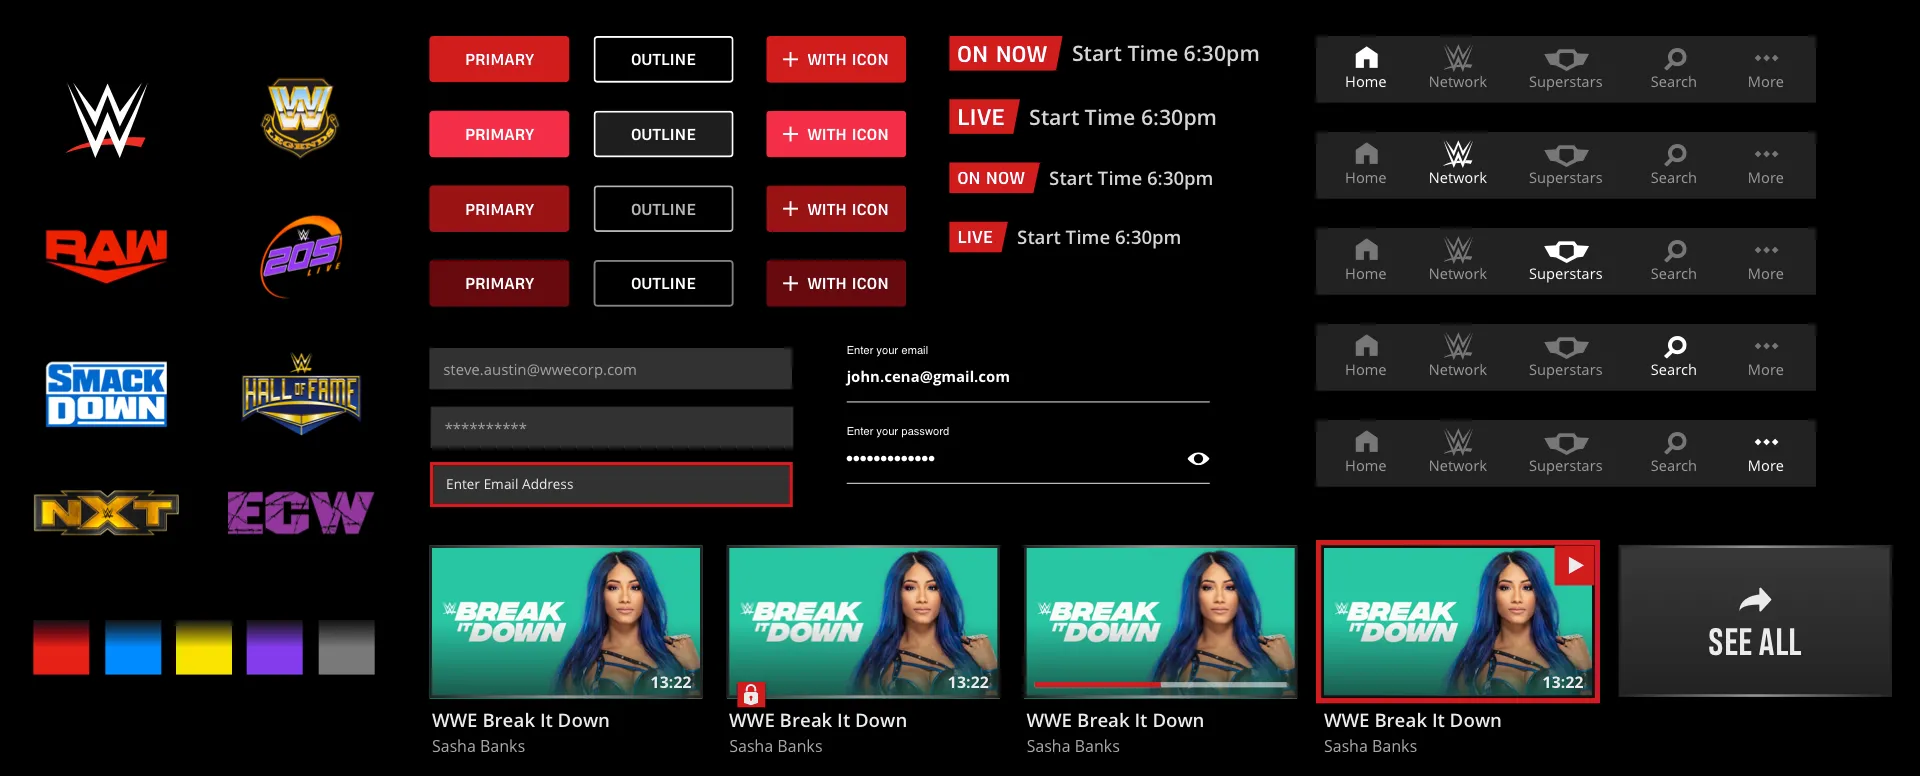 W
W
LEGENDS
RAW
205
LIVE
SMACK
DOWN
HALL OF FAME
NXT
ECW
PRIMARY
OUTLINE
+ WITH ICON
PRIMARY
OUTLINE
+ WITH ICON
PRIMARY
OUTLINE
+ WITH ICON
PRIMARY
OUTLINE
+ WITH ICON
ON NOW Start Time 6:30pm
LIVE Start Time 6:30pm
ON NOW Start Time 6:30pm
LIVE Start Time 6:30pm
Home Network Superstars Search More
Home Network Superstars Search More
Home Network Superstars Search More
Home Network Superstars Search More
Home Network Superstars Search More
steve.austin@wwecorp.com
**********
Enter Email Address
Enter your email
john.cena@gmail.com
Enter your password
•••••••••••••
BREAK
IT DOWN
13:22
WWE Break It Down
Sasha Banks
BREAK
IT DOWN
13:22
WWE Break It Down
Sasha Banks
BREAK
IT DOWN
WWE Break It Down
Sasha Banks
BREAK
IT DOWN
13:22
WWE Break It Down
Sasha Banks
SEE ALL